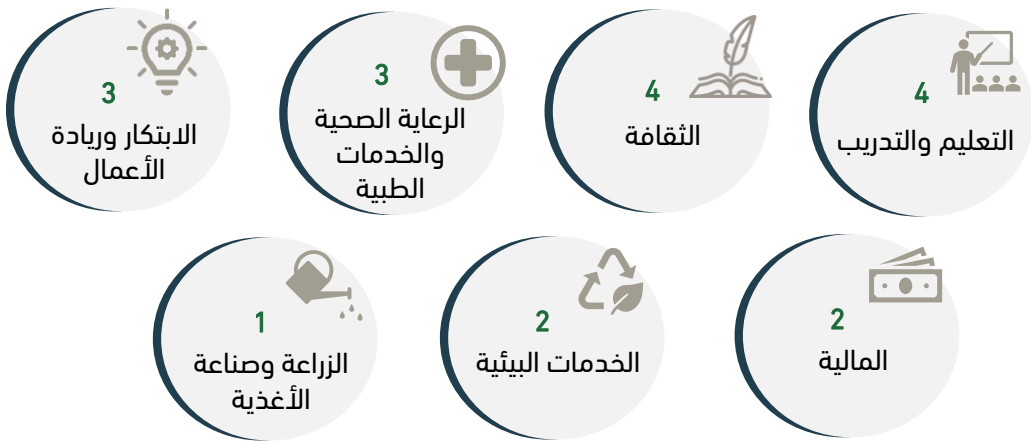 4
التعليم والتدريب
4
الثقافة
3
الرعاية الصحية
والخدمات
الطبية
3
الابتكار وريادة
الأعمال
2
المالية
2
الخدمات البيئية
1
الزراعة وصناعة
الأغذية